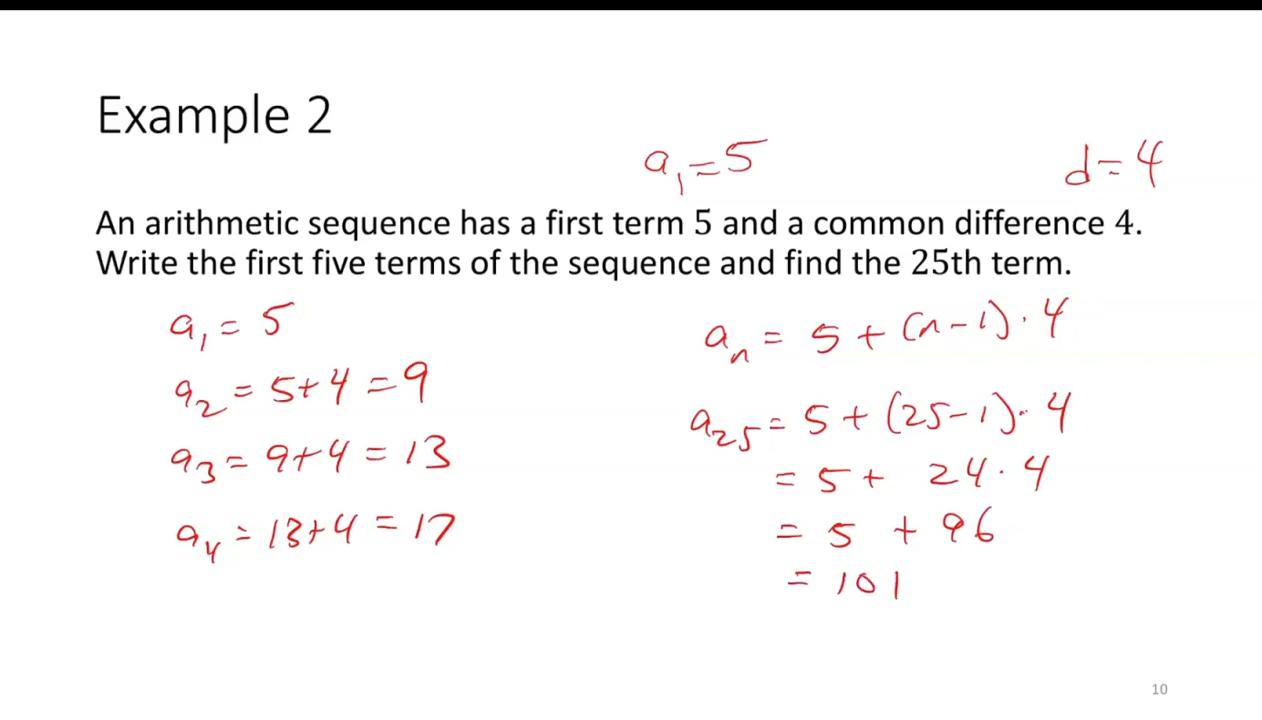 Example 2
a₁ = 5
d = 4
An arithmetic sequence has a first term 5 and a common difference 4.
Write the first five terms of the sequence and find the 25th term.
a₁ = 5
a₂ = 5+4 = 9
a₃ = 9+4 = 13
a₄ = 13+4 = 17
aₙ = 5 + (n-1) · 4
a₂₅ = 5 + (25-1) · 4
= 5 + 24 · 4
= 5 + 96
= 101
10